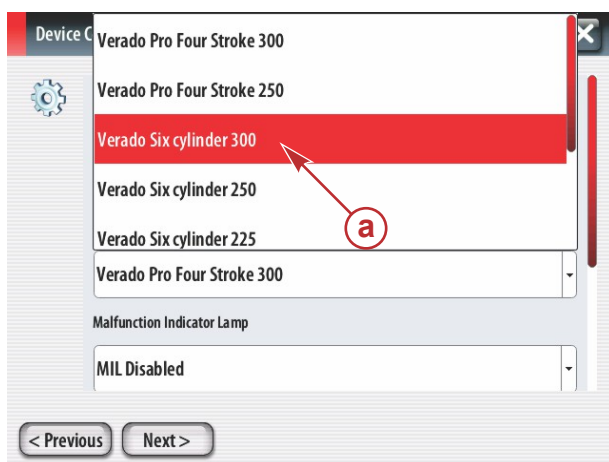 Device C
Verado Pro Four Stroke 300
Verado Pro Four Stroke 250
Verado Six cylinder 300
Verado Six cylinder 250
a
Verado Six cylinder 225
Verado Pro Four Stroke 300
Malfunction Indicator Lamp
MIL Disabled
< Previous Next >